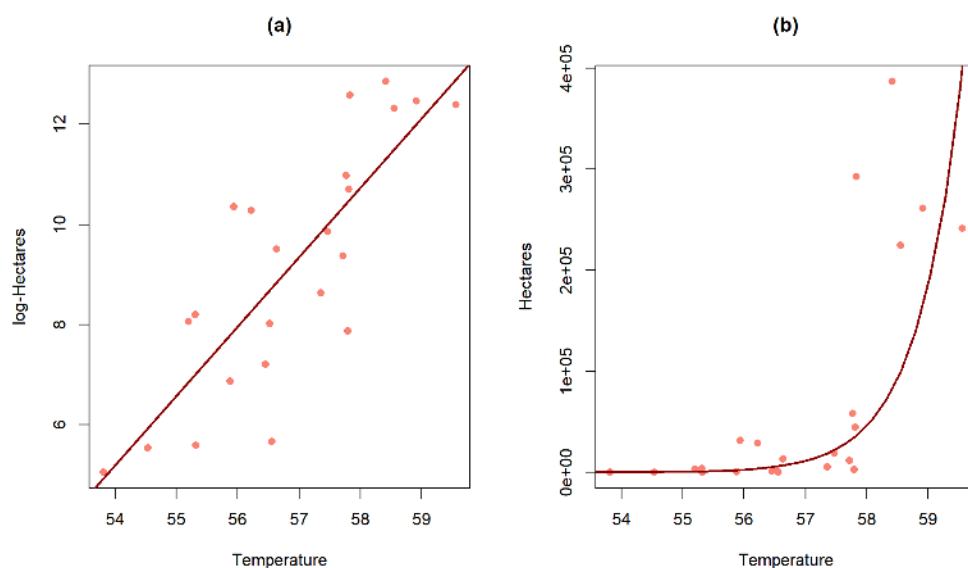 (a)
log-Hectares
12
10
8
6
54 55 56 57 58 59
Temperature
(b)
Hectares
4e+05
3e+05
2e+05
1e+05
0e+00
54 55 56 57 58 59
Temperature